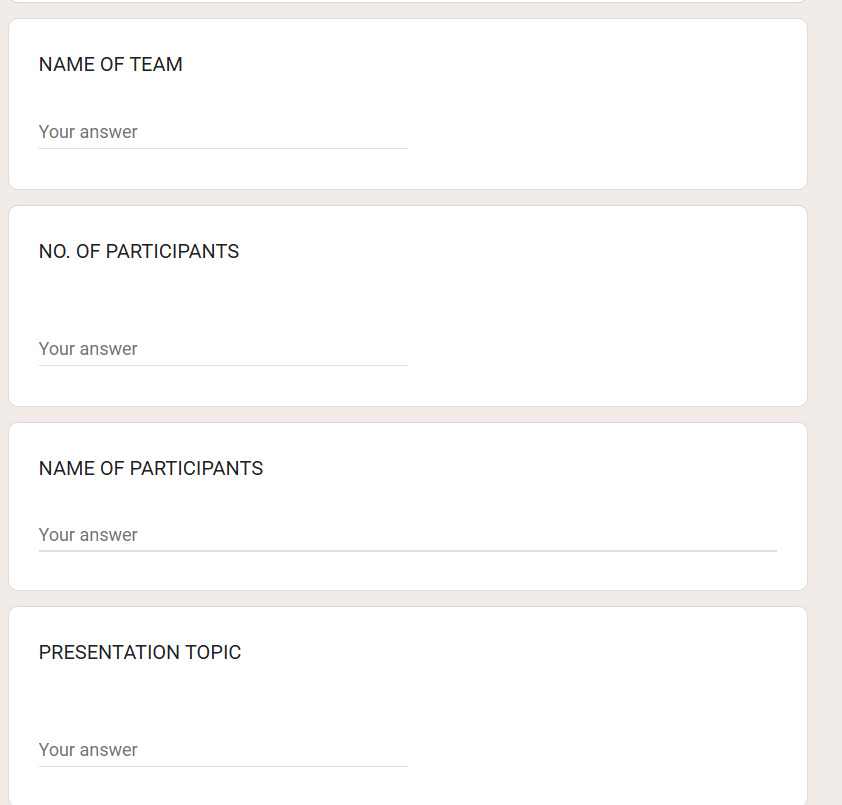 NAME OF TEAM
Your answer
NO. OF PARTICIPANTS
Your answer
NAME OF PARTICIPANTS
Your answer
PRESENTATION TOPIC
Your answer